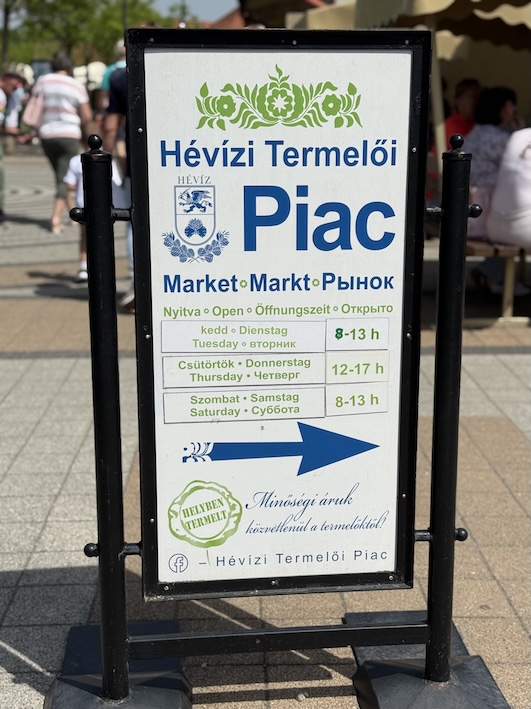 Hévízi Termelői
HÉVÍZ
Piac
Market∘Markt∘Рынок
Nyitva ∘ Open ∘ Öffnungszeit ∘ Открыто
kedd ∘ Dienstag
Tuesday ∘ вторник
8-13 h
Csütörtök • Donnerstag
Thursday • Четверг
12-17 h
Szombat • Samstag
Saturday • Суббота
8-13 h
HELYBEN
TERMELT
Minőségi áruk
közvetlenül a termelőktől!
– Hévízi Termelői Piac